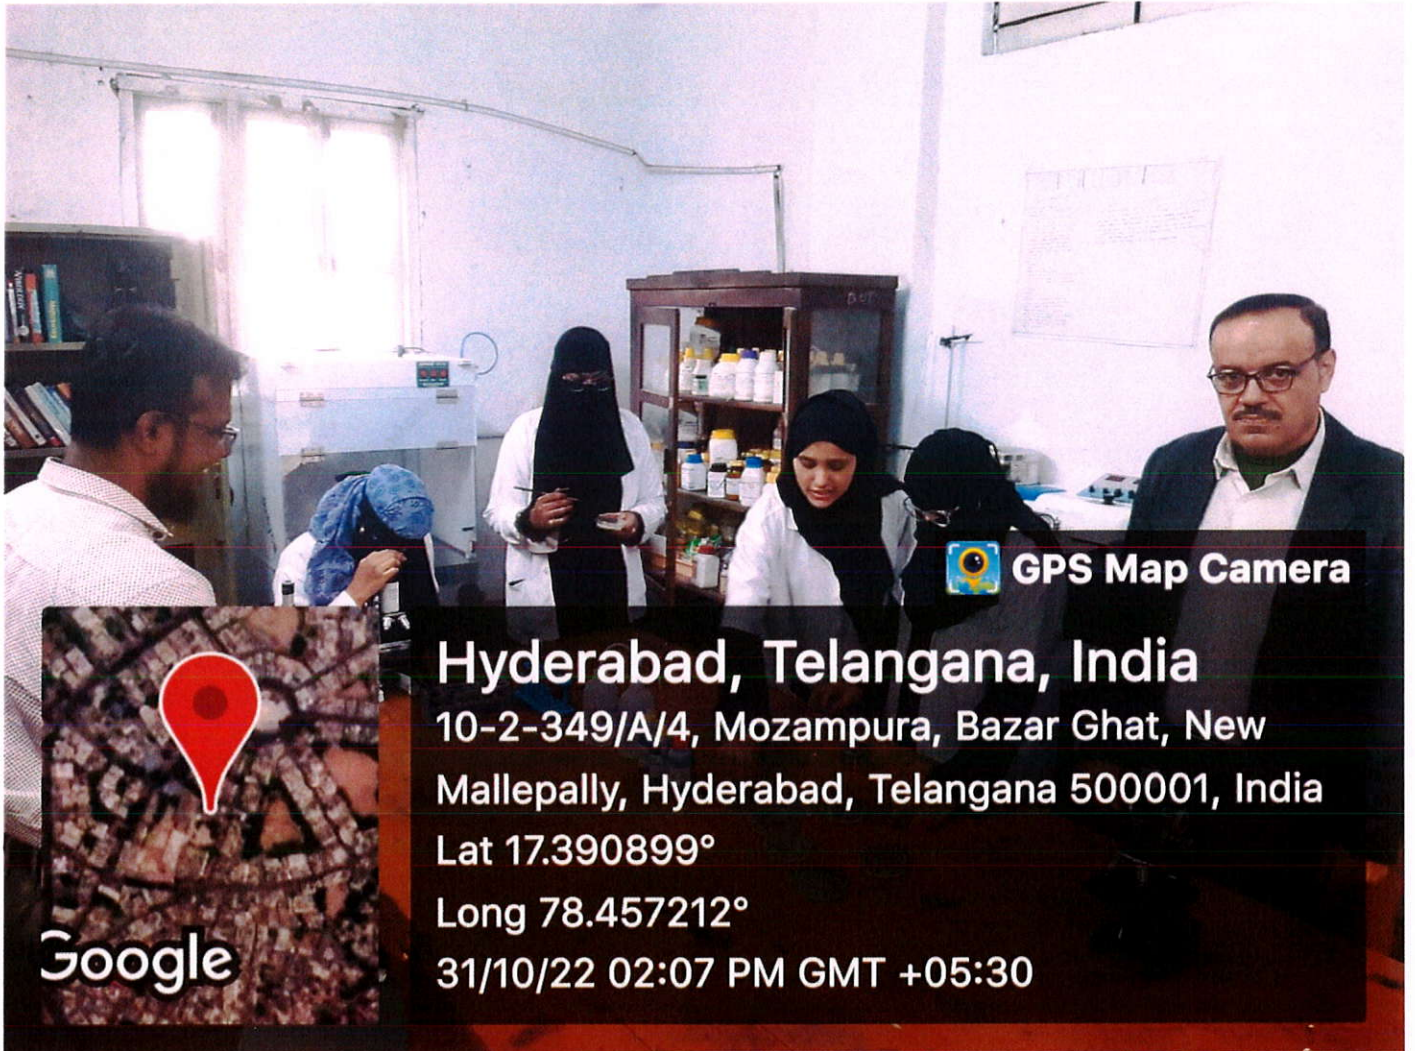 GPS Map Camera
Hyderabad, Telangana, India
10-2-349/A/4, Mozampura, Bazar Ghat, New
Mallepally, Hyderabad, Telangana 500001, India
Lat 17.390899°
Long 78.457212°
31/10/22 02:07 PM GMT +05:30
Google